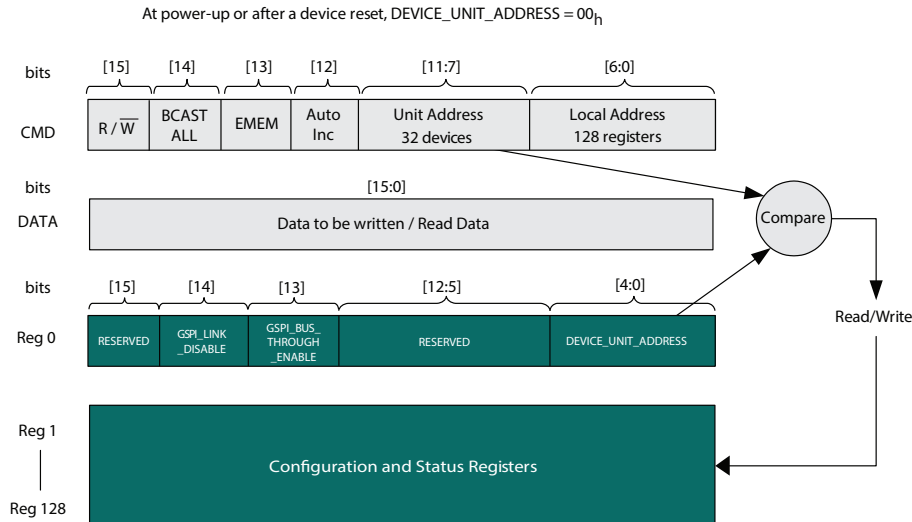 At power-up or after a device reset, DEVICE_UNIT_ADDRESS = 00h
bits [15] [14] [13] [12] [11:7] [6:0]
CMD
R / W
BCAST
ALL
EMEM
Auto
Inc
Unit Address
32 devices
Local Address
128 registers
bits [15:0]
DATA
Data to be written / Read Data
Compare
bits [15] [14] [13] [12:5] [4:0]
Reg 0
RESERVED
GSPI_LINK
_DISABLE
GSPI_BUS_
THROUGH
_ENABLE
RESERVED
DEVICE_UNIT_ADDRESS
Read/Write
Reg 1
Configuration and Status Registers
Reg 128